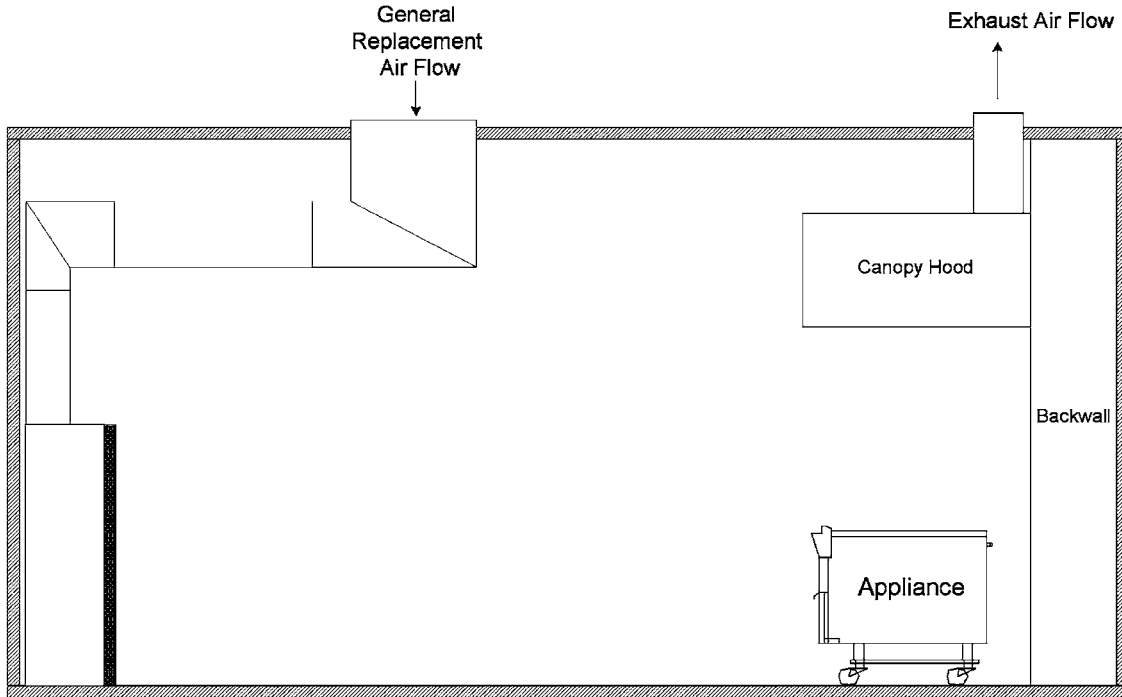 General
Replacement
Air Flow
Exhaust Air Flow
Canopy Hood
Backwall
Appliance